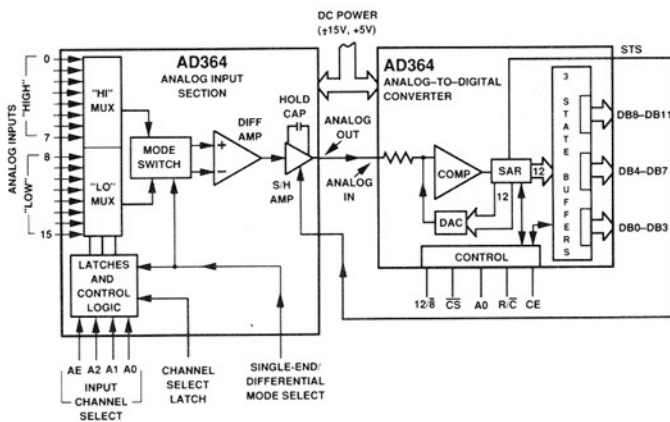 DC POWER
(±15V, +5V)
STS
AD364
ANALOG INPUT
SECTION
AD364
ANALOG–TO–DIGITAL
CONVERTER
ANALOG INPUTS
"HIGH"
"LOW"
0
7
8
15
"HI"
MUX
"LO"
MUX
MODE
SWITCH
DIFF
AMP
+
−
HOLD
CAP
S/H
AMP
ANALOG
OUT
ANALOG
IN
COMP
SAR
12
12
DAC
3
STATE
BUFFERS
DB8–DB11
DB4–DB7
DB0–DB3
CONTROL
12/8̅ C̅S̅ A0 R/C̅ CE
LATCHES
AND
CONTROL
LOGIC
AE A2 A1 A0
INPUT
CHANNEL
SELECT
CHANNEL
SELECT
LATCH
SINGLE-END/
DIFFERENTIAL
MODE SELECT